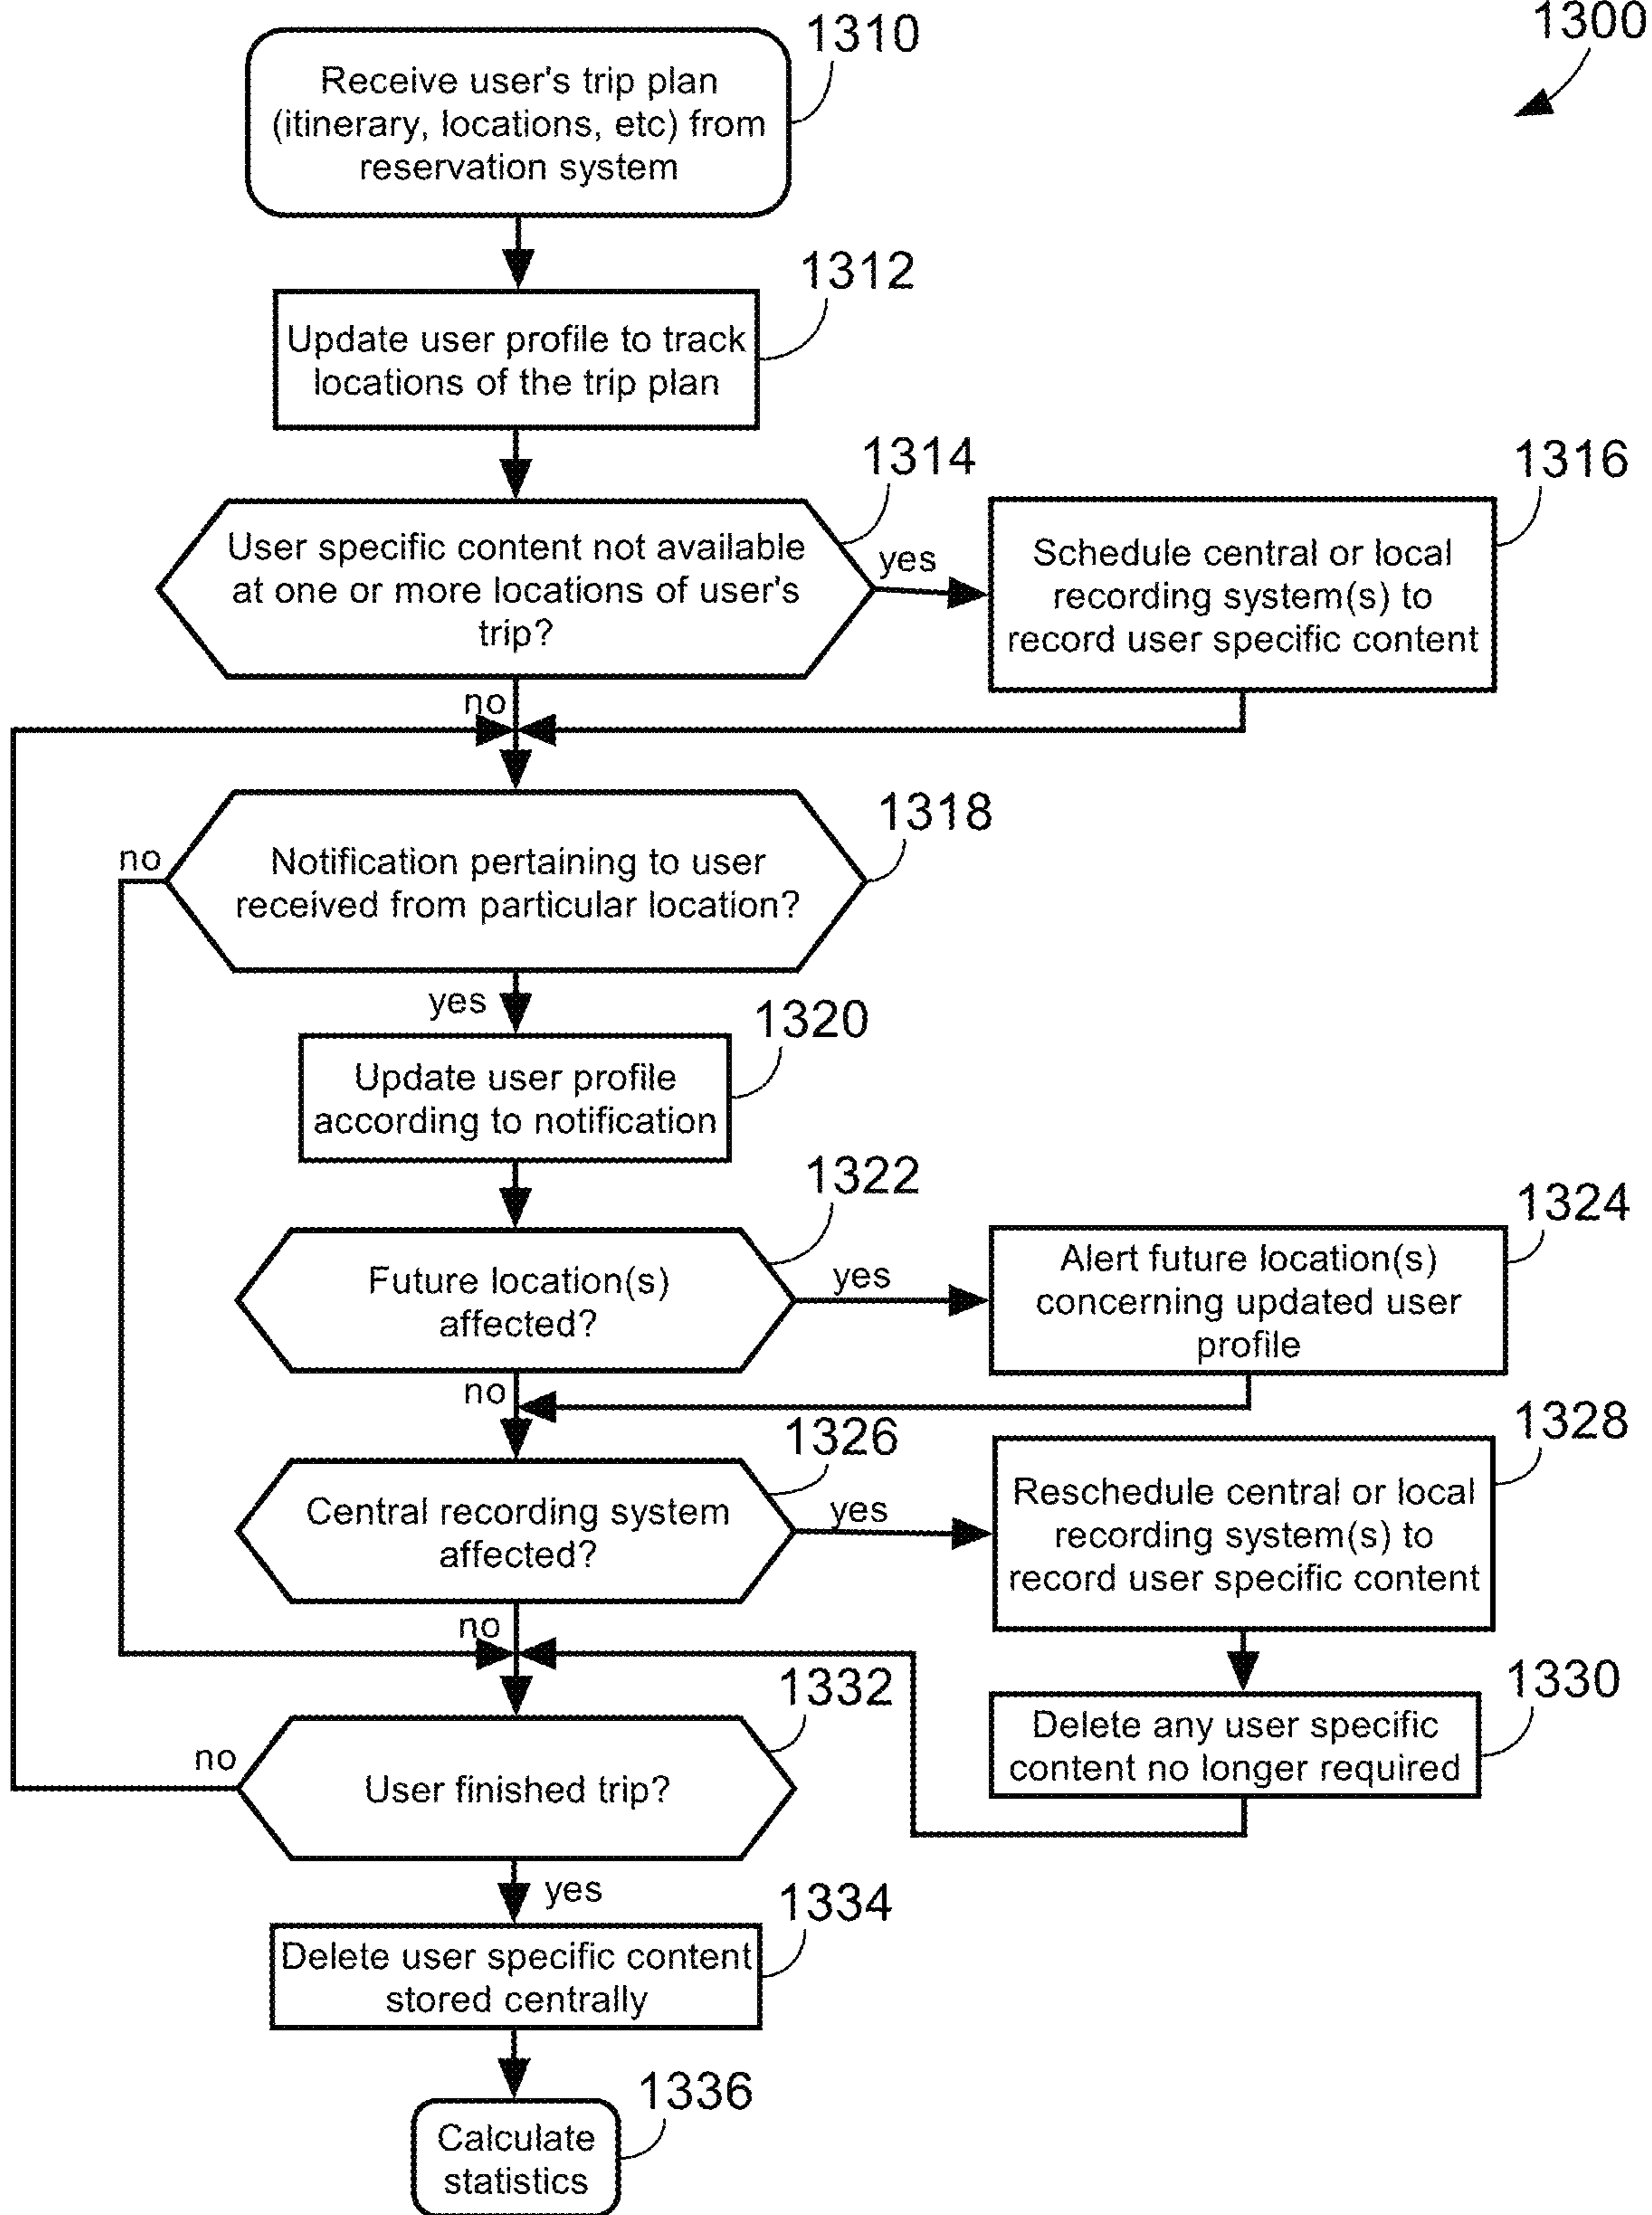 1300
1310
Receive user's trip plan
(itinerary, locations, etc) from
reservation system
1312
Update user profile to track
locations of the trip plan
1314
User specific content not available
at one or more locations of user's
trip?
yes
1316
Schedule central or local
recording system(s) to
record user specific content
no
1318
Notification pertaining to user
received from particular location?
no
yes
1320
Update user profile
according to notification
1322
Future location(s)
affected?
yes
1324
Alert future location(s)
concerning updated user
profile
no
1326
Central recording system
affected?
yes
1328
Reschedule central or local
recording system(s) to
record user specific content
no
1330
Delete any user specific
content no longer required
1332
User finished trip?
no
yes
1334
Delete user specific content
stored centrally
1336
Calculate
statistics